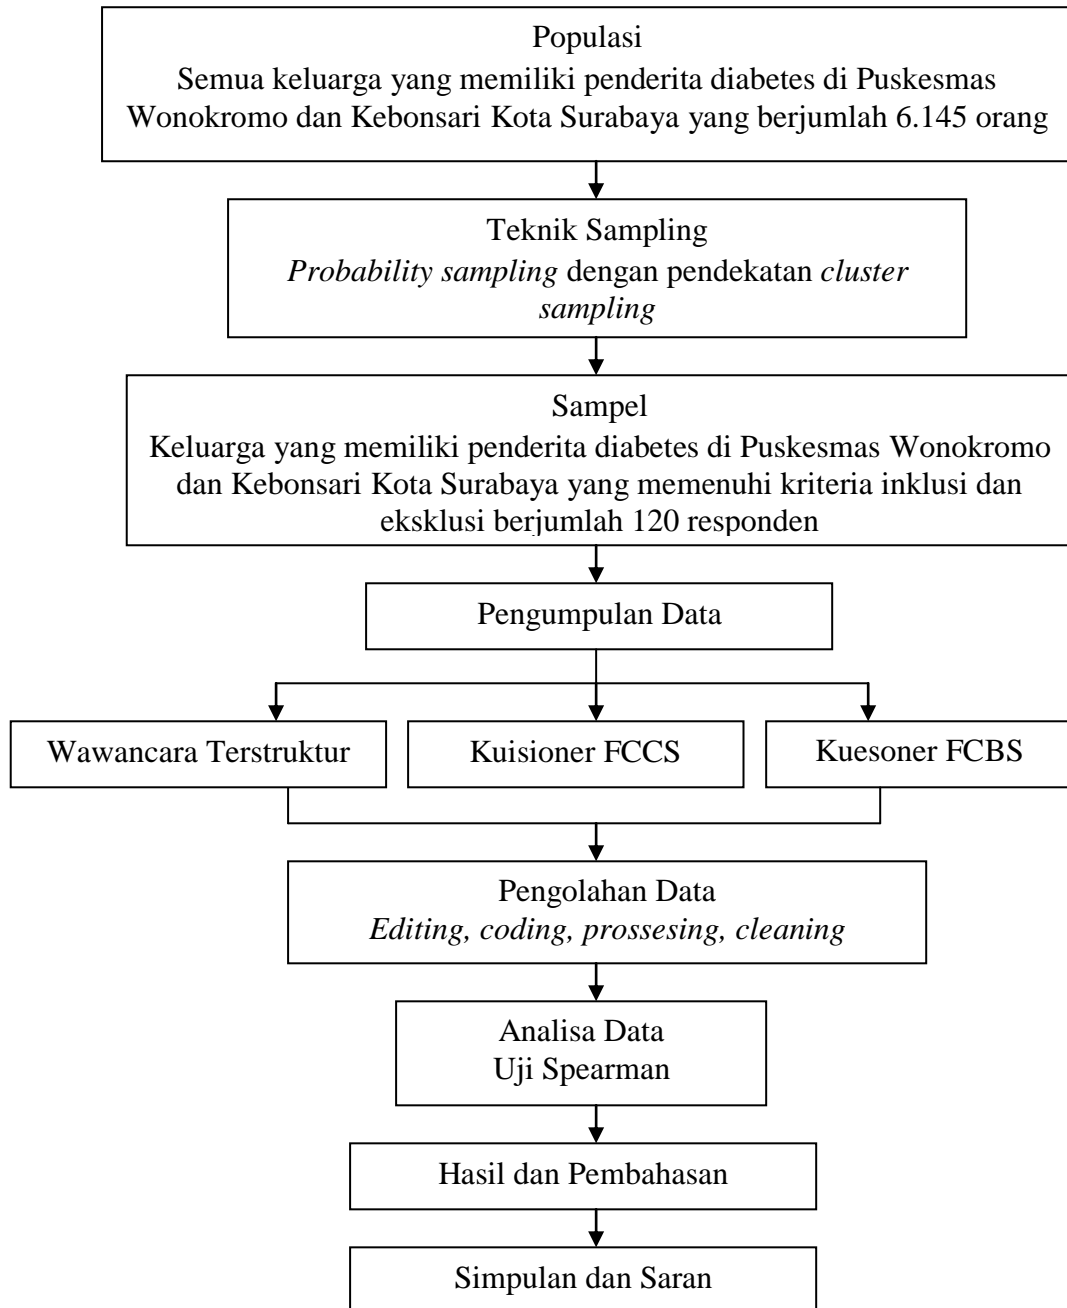 Populasi
Semua keluarga yang memiliki penderita diabetes di Puskesmas
Wonokromo dan Kebonsari Kota Surabaya yang berjumlah 6.145 orang
Teknik Sampling
Probability sampling dengan pendekatan cluster
sampling
Sampel
Keluarga yang memiliki penderita diabetes di Puskesmas Wonokromo
dan Kebonsari Kota Surabaya yang memenuhi kriteria inklusi dan
eksklusi berjumlah 120 responden
Pengumpulan Data
Wawancara Terstruktur
Kuisioner FCCS
Kuesoner FCBS
Pengolahan Data
Editing, coding, prossesing, cleaning
Analisa Data
Uji Spearman
Hasil dan Pembahasan
Simpulan dan Saran